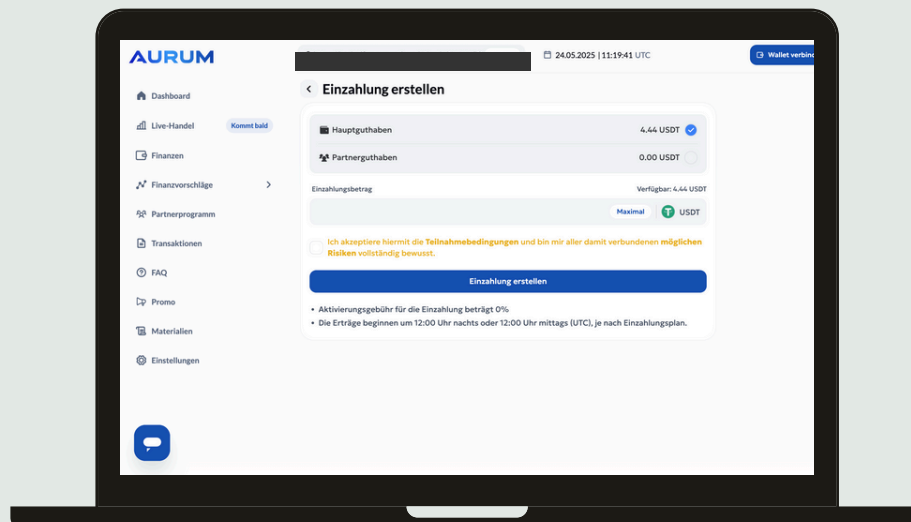 AURUM
24.05.2025 | 11:19:41 UTC
Wallet verbin
Einzahlung erstellen
Dashboard
Live-Handel
Kommt bald
Finanzen
Finanzvorschläge
Partnerprogramm
Transaktionen
FAQ
Promo
Materialien
Einstellungen
Hauptguthaben
4.44 USDT
Partnerguthaben
0.00 USDT
Einzahlungsbetrag
Verfügbar: 4.44 USDT
Maximal
USDT
Ich akzeptiere hiermit die Teilnahmebedingungen und bin mir aller damit verbundenen möglichen
Risiken vollständig bewusst.
Einzahlung erstellen
• Aktivierungsgebühr für die Einzahlung beträgt 0%
• Die Erträge beginnen um 12:00 Uhr nachts oder 12:00 Uhr mittags (UTC), je nach Einzahlungsplan.